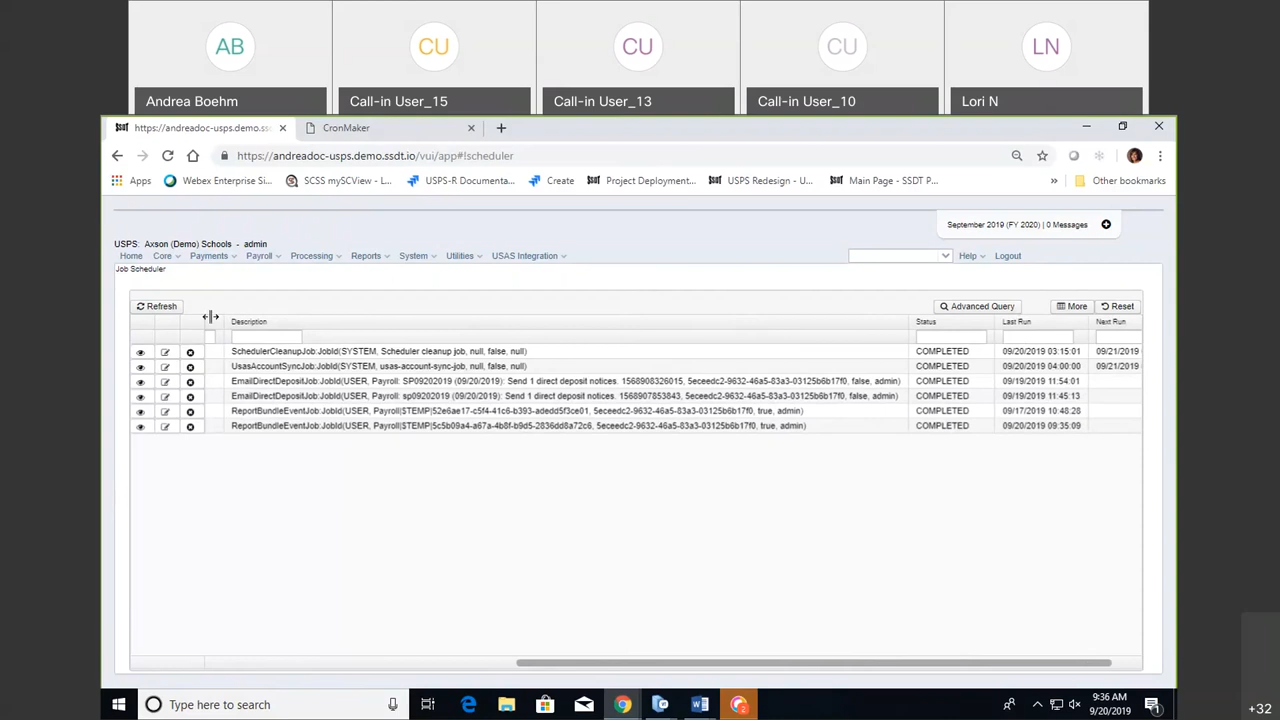 AB
CU
CU
CU
LN
Andrea Boehm
Call-in User_15
Call-in User_13
Call-in User_10
Lori N
https://andreadoc-usps.demo.ss
CronMaker
https://andreadoc-usps.demo.ssdt.io/vui/app#!scheduler
Apps
Webex Enterprise Si...
SCSS mySCView - L...
USPS-R Documenta...
Create
Project Deployment...
USPS Redesign - U...
Main Page - SSDT P...
»
Other bookmarks
September 2019 (FY 2020) | 0 Messages
USPS: Axson (Demo) Schools - admin
Home Core Payments Payroll Processing Reports System Utilities USAS Integration Help Logout
Job Scheduler
Refresh
Advanced Query
More
Reset
Description Status Last Run Next Run
SchedulerCleanupJob:JobId(SYSTEM, Scheduler cleanup job, null, false, null) COMPLETED 09/20/2019 03:15:01 09/21/2019
UsasAccountSyncJob:JobId(SYSTEM, usas-account-sync-job, null, false, null) COMPLETED 09/20/2019 04:00:00 09/21/2019
EmailDirectDepositJob:JobId(USER, Payroll: SP09202019 (09/20/2019): Send 1 direct deposit notices. 1568908326015, 5eceedc2-9632-46a5-83a3-03125b6b17f0, false, admin) COMPLETED 09/19/2019 11:54:01
EmailDirectDepositJob:JobId(USER, Payroll: sp09202019 (09/20/2019): Send 1 direct deposit notices. 1568907853843, 5eceedc2-9632-46a5-83a3-03125b6b17f0, false, admin) COMPLETED 09/19/2019 11:45:13
ReportBundleEventJob:JobId(USER, Payroll|$TEMP|52e6ae17-c5f4-41c6-b393-adedd5f3ce01, 5eceedc2-9632-46a5-83a3-03125b6b17f0, true, admin) COMPLETED 09/17/2019 10:48:28
ReportBundleEventJob:JobId(USER, Payroll|$TEMP|5c5b09a4-a67a-4b8f-b9d5-2836dd8a72c6, 5eceedc2-9632-46a5-83a3-03125b6b17f0, true, admin) COMPLETED 09/20/2019 09:35:09
Type here to search
9:36 AM
9/20/2019
+32